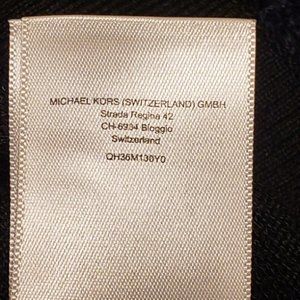 MICHAEL KORS (SWITZERLAND) GMBH
Strada Regina 42
CH-6934 Bioggio
Switzerland
QH36M130Y0